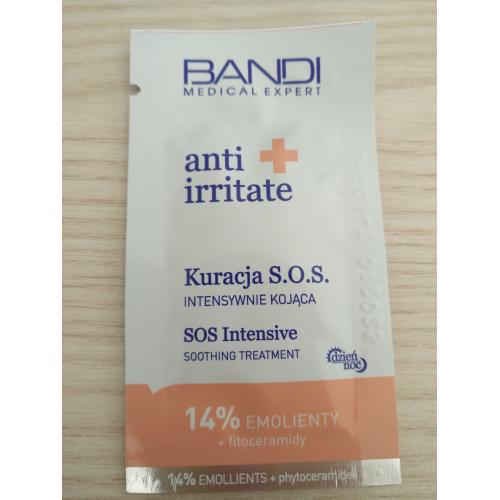 BANDI
MEDICAL EXPERT
anti
irritate
Kuracja S.O.S.
INTENSYWNIE KOJĄCA
SOS Intensive
SOOTHING TREATMENT
dzień
noc
14% EMOLIENTY
+ fitoceramidy
14% EMOLLIENTS + phytoceramides